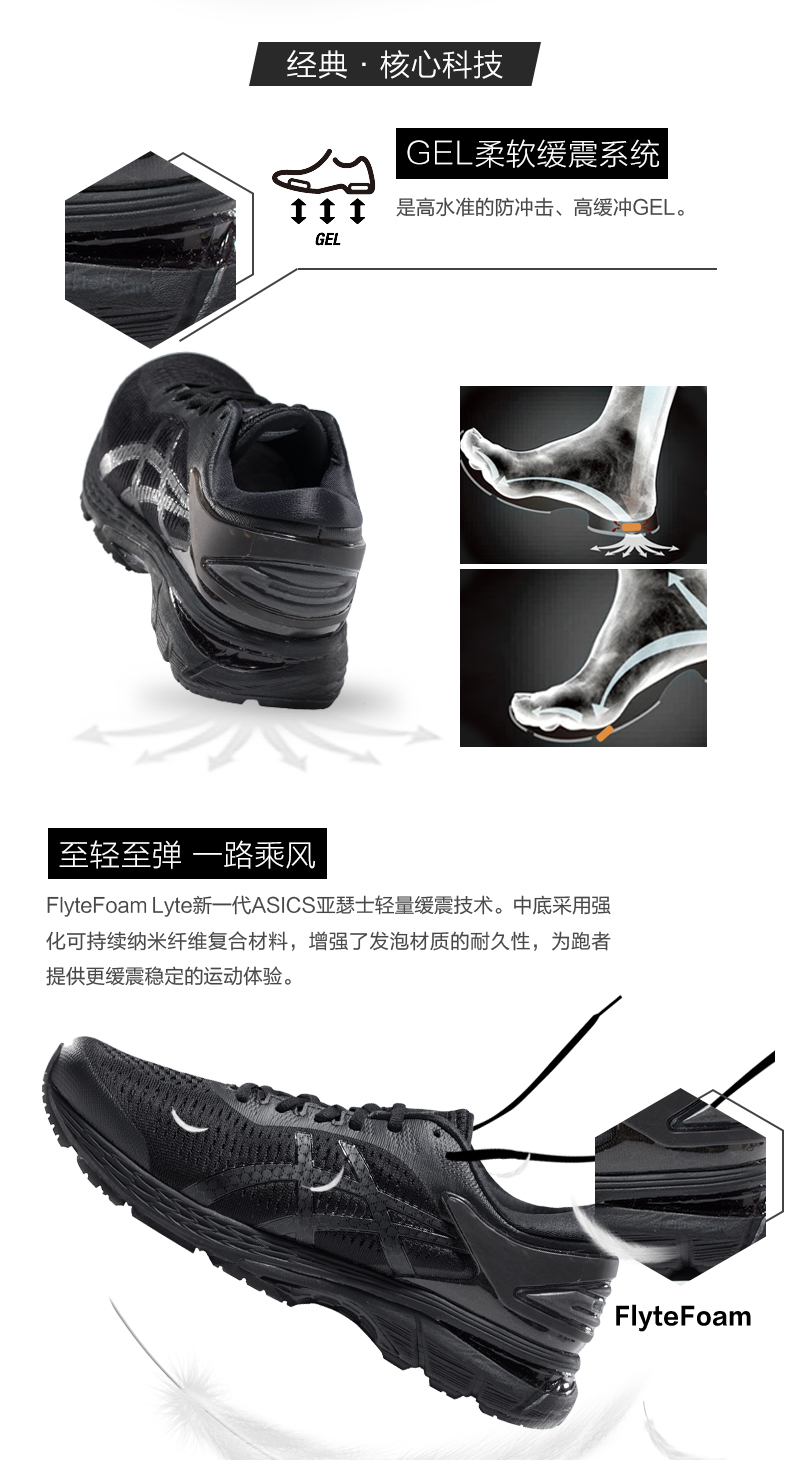 经典 · 核心科技
GEL柔软缓震系统
是高水准的防冲击、高缓冲GEL。
GEL
至轻至弹 一路乘风
FlyteFoam Lyte新一代ASICS亚瑟士轻量缓震技术。中底采用强
化可持续纳米纤维复合材料，增强了发泡材质的耐久性，为跑者
提供更缓震稳定的运动体验。
FlyteFoam